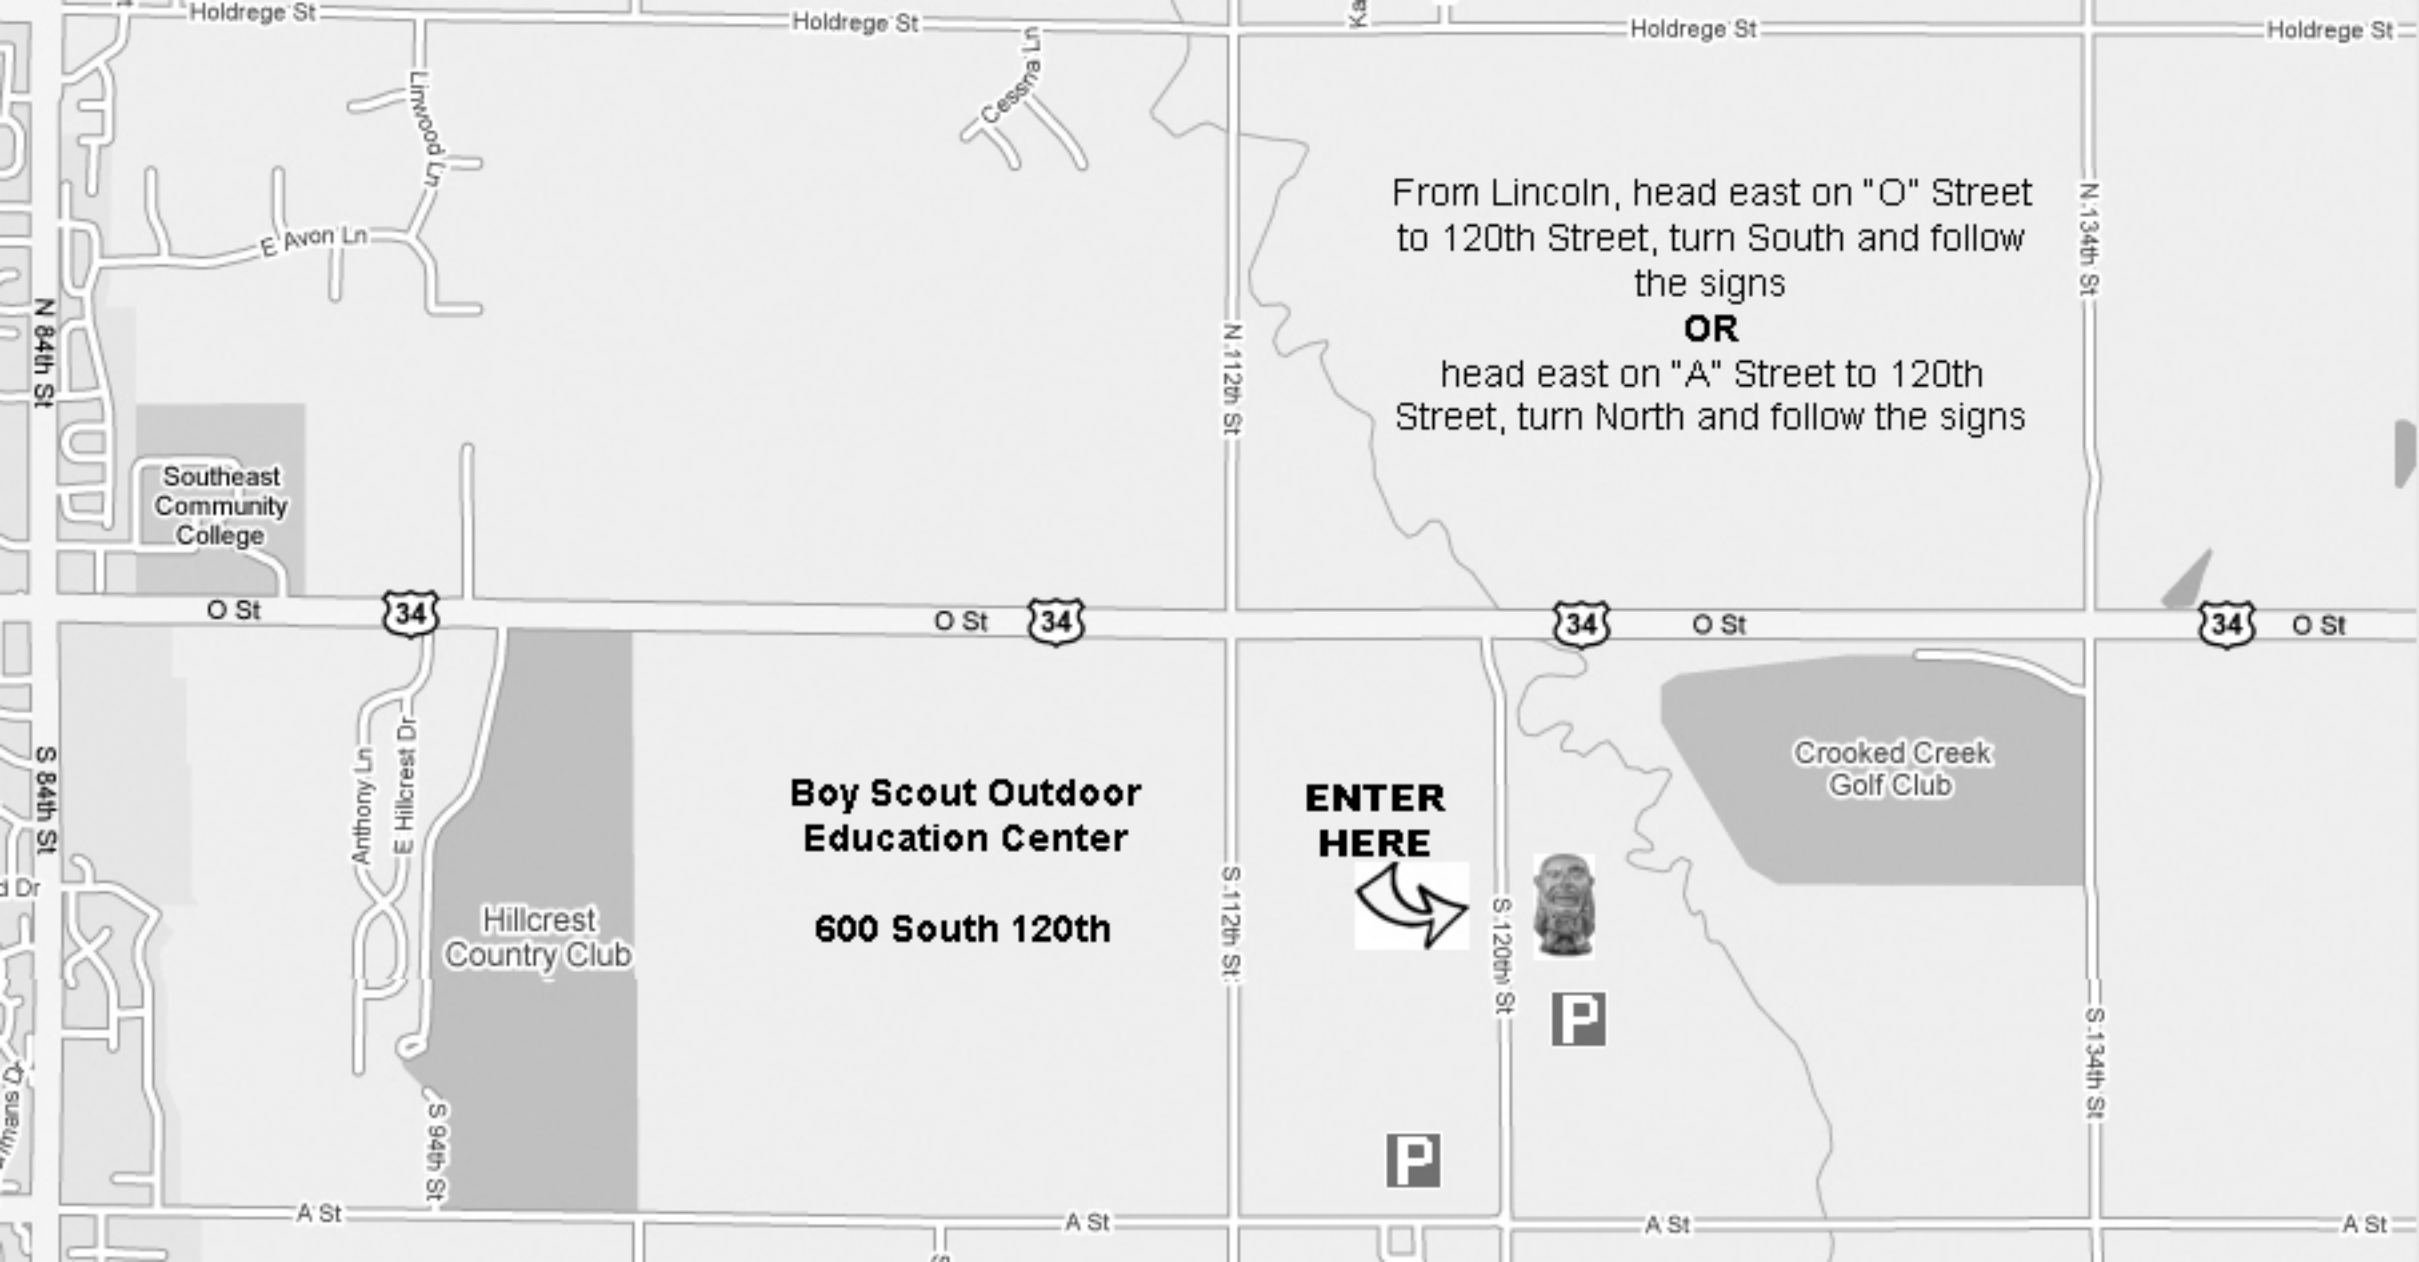 Holdrege St
Holdrege St
Holdrege St
Holdrege St
Ka
Linwood Ln
Cessna Ln
E Avon Ln
N 84th St
N 112th St
N 134th St
From Lincoln, head east on "O" Street
to 120th Street, turn South and follow
the signs
OR
head east on "A" Street to 120th
Street, turn North and follow the signs
Southeast
Community
College
O St
34
O St
34
34
O St
34
O St
S 84th St
Anthony Ln
E Hillcrest Dr
Hillcrest
Country Club
Boy Scout Outdoor
Education Center
600 South 120th
S 112th St
ENTER
HERE
S 120th St
P
P
Crooked Creek
Golf Club
S 134th St
d Dr
S 94th St
A St
A St
A St
A St